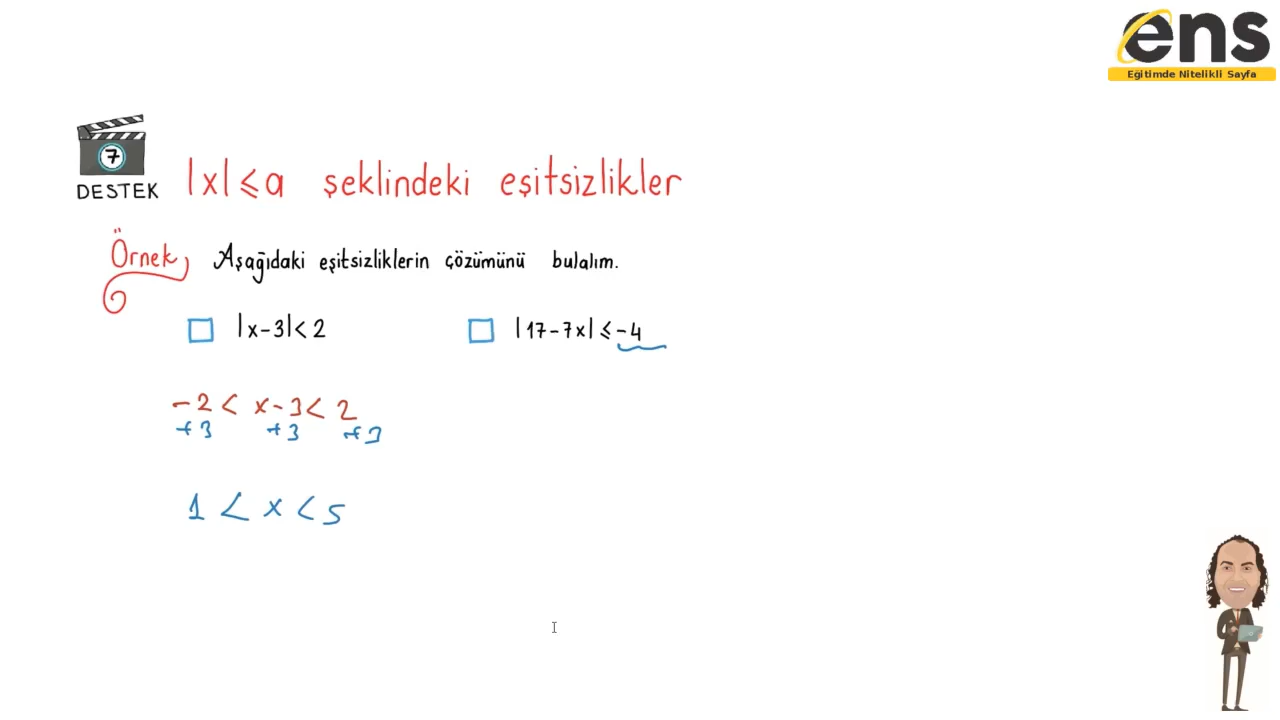 ens
Eğitimde Nitelikli Sayfa
7
DESTEK
|x| ⩽ a şeklindeki eşitsizlikler
Örnek, Aşağıdaki eşitsizliklerin çözümünü bulalım.
|x-3| < 2 |17-7x| ⩽ -4
-2 < x-3 < 2
+3 +3 +3
1 < x < 5